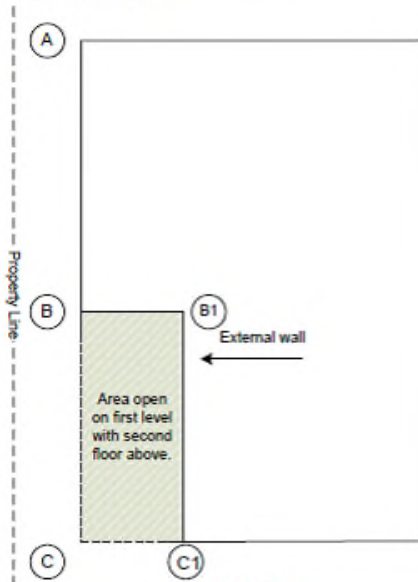 A
Property Line
B
B1
External wall
Area open
on first level
with second
floor above.
C
C1